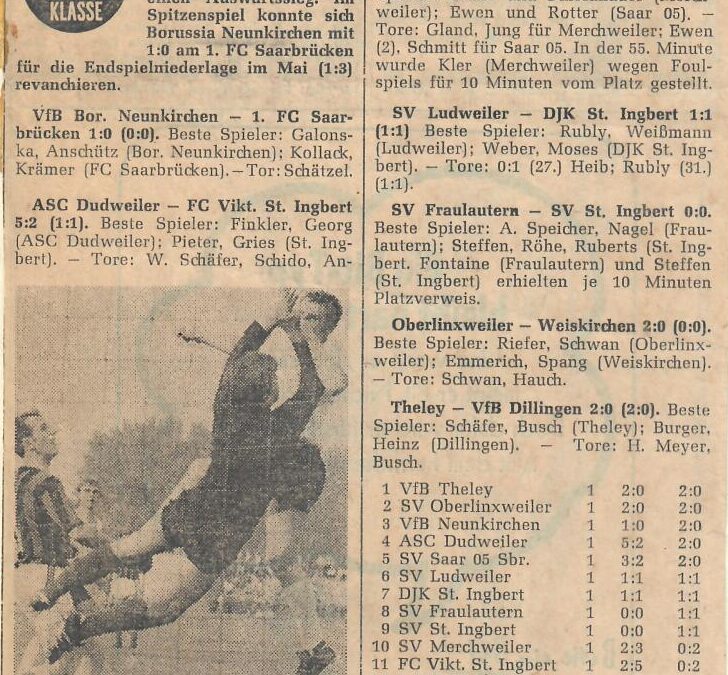 KLASSE
einen Auswärtssieg. Im
Spitzenspiel konnte sich
Borussia Neunkirchen mit
1:0 am 1. FC Saarbrücken
für die Endspielniederlage im Mai (1:3)
revanchieren.
VfB Bor. Neunkirchen — 1. FC Saar-
brücken 1:0 (0:0). Beste Spieler: Galons-
ka, Anschütz (Bor. Neunkirchen); Kollack,
Krämer (FC Saarbrücken). — Tor: Schätzel.
ASC Dudweiler — FC Vikt. St. Ingbert
5:2 (1:1). Beste Spieler: Finkler, Georg
(ASC Dudweiler); Pieter, Gries (St. Ing-
bert). — Tore: W. Schäfer, Schido, An-
weiler); Ewen und Rotter (Saar 05). —
Tore: Gland, Jung für Merchweiler; Ewen
(2). Schmitt für Saar 05. In der 55. Minute
wurde Kler (Merchweiler) wegen Foul-
spiels für 10 Minuten vom Platz gestellt.
SV Ludweiler — DJK St. Ingbert 1:1
(1:1) Beste Spieler: Rubly, Weißmann
(Ludweiler); Weber, Moses (DJK St. Ing-
bert). — Tore: 0:1 (27.) Heib; Rubly (31.)
(1:1).
SV Fraulautern — SV St. Ingbert 0:0.
Beste Spieler: A. Speicher, Nagel (Frau-
lautern); Steffen, Röhe, Ruberts (St. Ing-
bert. Fontaine (Fraulautern) und Steffen
(St. Ingbert) erhielten je 10 Minuten
Platzverweis.
Oberlinxweiler — Weiskirchen 2:0 (0:0).
Beste Spieler: Riefer, Schwan (Oberlinx-
weiler); Emmerich, Spang (Weiskirchen).
— Tore: Schwan, Hauch.
Theley — VfB Dillingen 2:0 (2:0). Beste
Spieler: Schäfer, Busch (Theley); Burger,
Heinz (Dillingen). — Tore: H. Meyer,
Busch.
1 VfB Theley 1 2:0 2:0
2 SV Oberlinxweiler 1 2:0 2:0
3 VfB Neunkirchen 1 1:0 2:0
4 ASC Dudweiler 1 5:2 2:0
5 SV Saar 05 Sbr. 1 3:2 2:0
6 SV Ludweiler 1 1:1 1:1
7 DJK St. Ingbert 1 1:1 1:1
8 SV Fraulautern 1 0:0 1:1
9 SV St. Ingbert 1 0:0 1:1
10 SV Merchweiler 1 2:3 0:2
11 FC Vikt. St. Ingbert 1 2:5 0:2